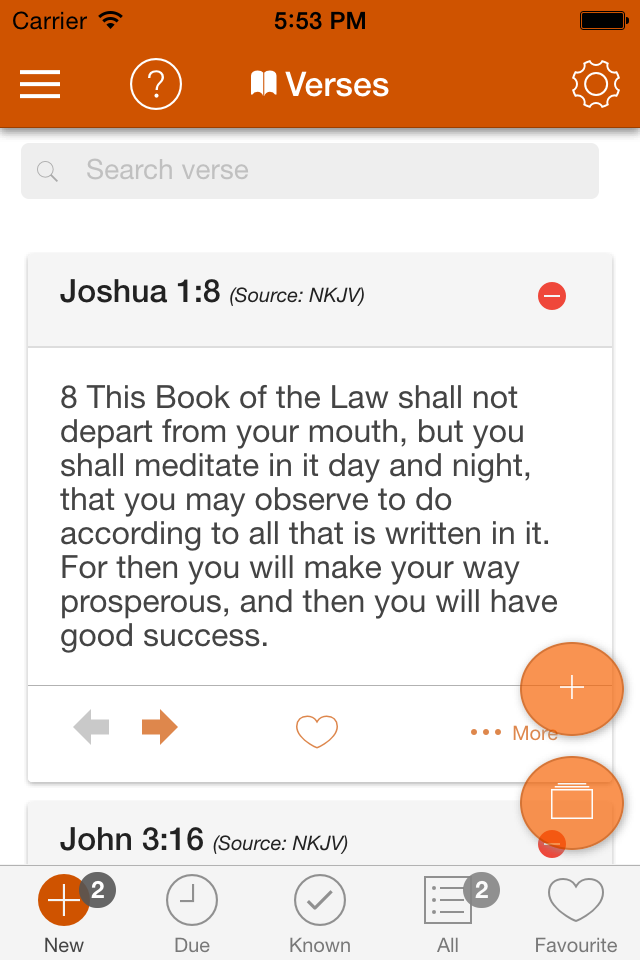 Carrier 5:53 PM
? Verses
Search verse
Joshua 1:8 (Source: NKJV)
8 This Book of the Law shall not
depart from your mouth, but you
shall meditate in it day and night,
that you may observe to do
according to all that is written in it.
For then you will make your way
prosperous, and then you will have
good success.
More
John 3:16 (Source: NKJV)
2 2
New Due Known All Favourite